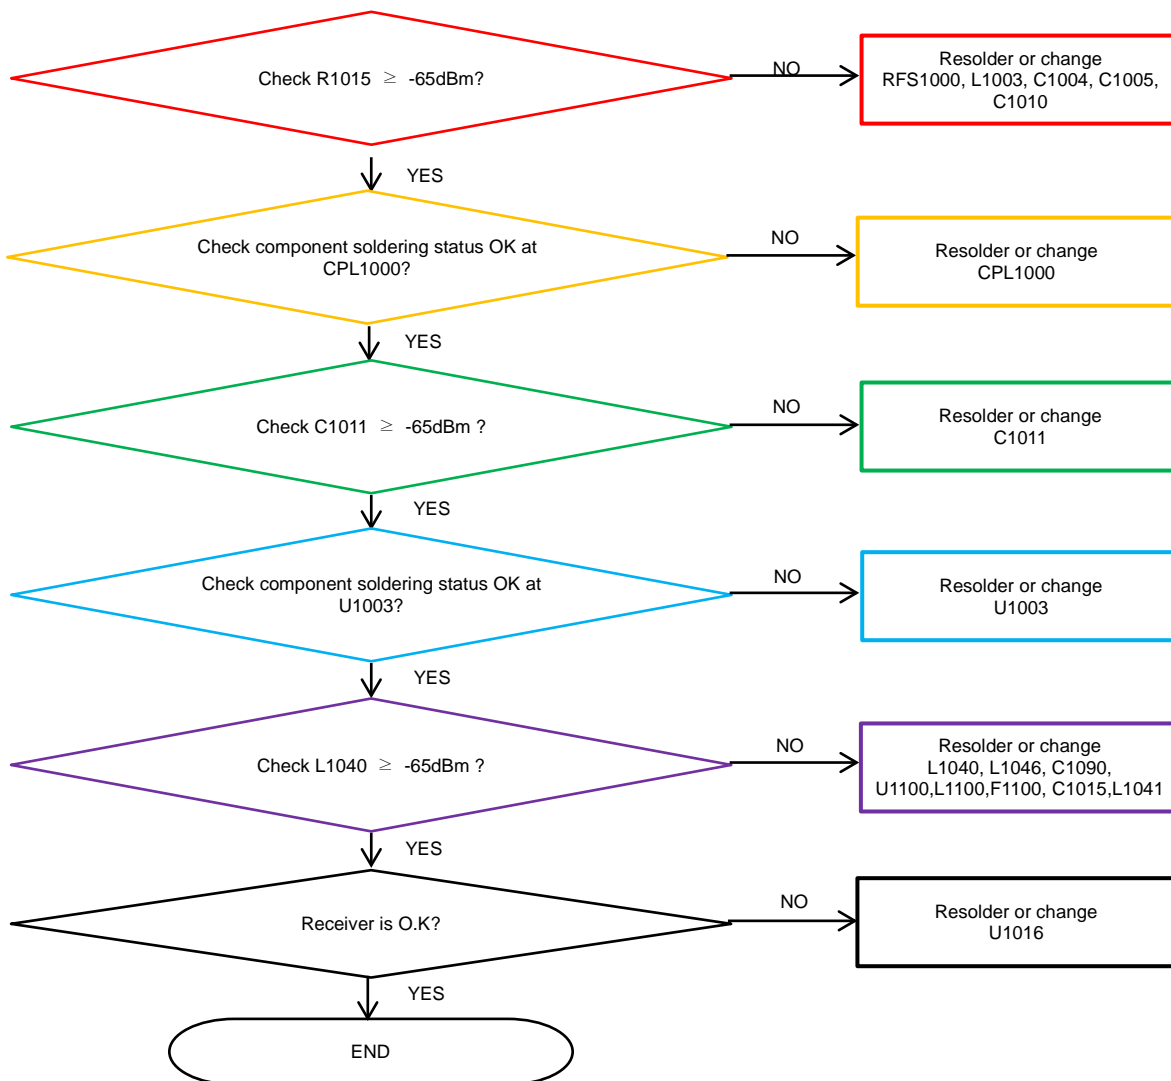 Check R1015 ≥ -65dBm?
NO
Resolder or change
RFS1000, L1003, C1004, C1005,
C1010
YES
Check component soldering status OK at
CPL1000?
NO
Resolder or change
CPL1000
YES
Check C1011 ≥ -65dBm ?
NO
Resolder or change
C1011
YES
Check component soldering status OK at
U1003?
NO
Resolder or change
U1003
YES
Check L1040 ≥ -65dBm ?
NO
Resolder or change
L1040, L1046, C1090,
U1100,L1100,F1100, C1015,L1041
YES
Receiver is O.K?
NO
Resolder or change
U1016
YES
END